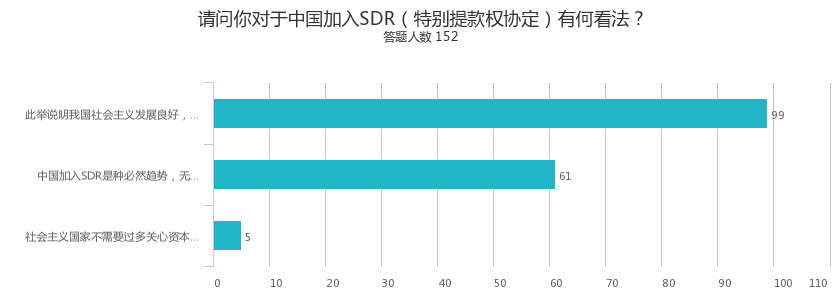 请问你对于中国加入SDR（特别提款权协定）有何看法？
答题人数 152
此举说明我国社会主义发展良好，...
99
中国加入SDR是种必然趋势，无...
61
社会主义国家不需要过多关心资本...
5
0 10 20 30 40 50 60 70 80 90 100 110